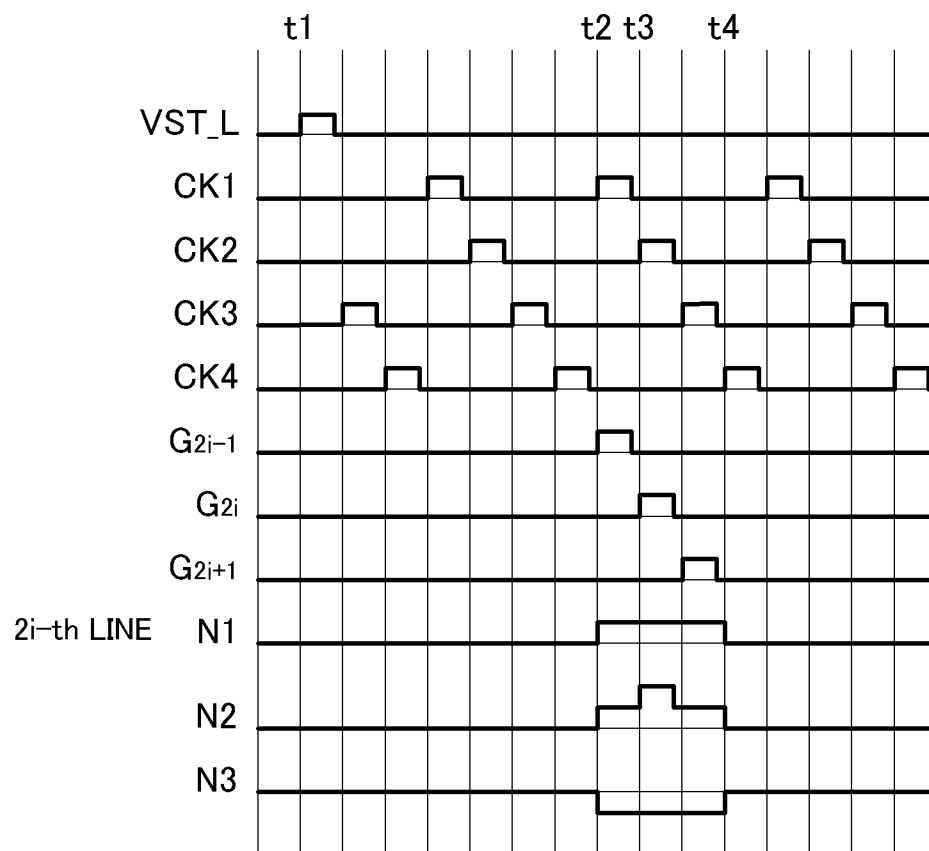 t1 t2 t3 t4
VST_L
CK1
CK2
CK3
CK4
G2i-1
G2i
G2i+1
2i-th LINE N1
N2
N3